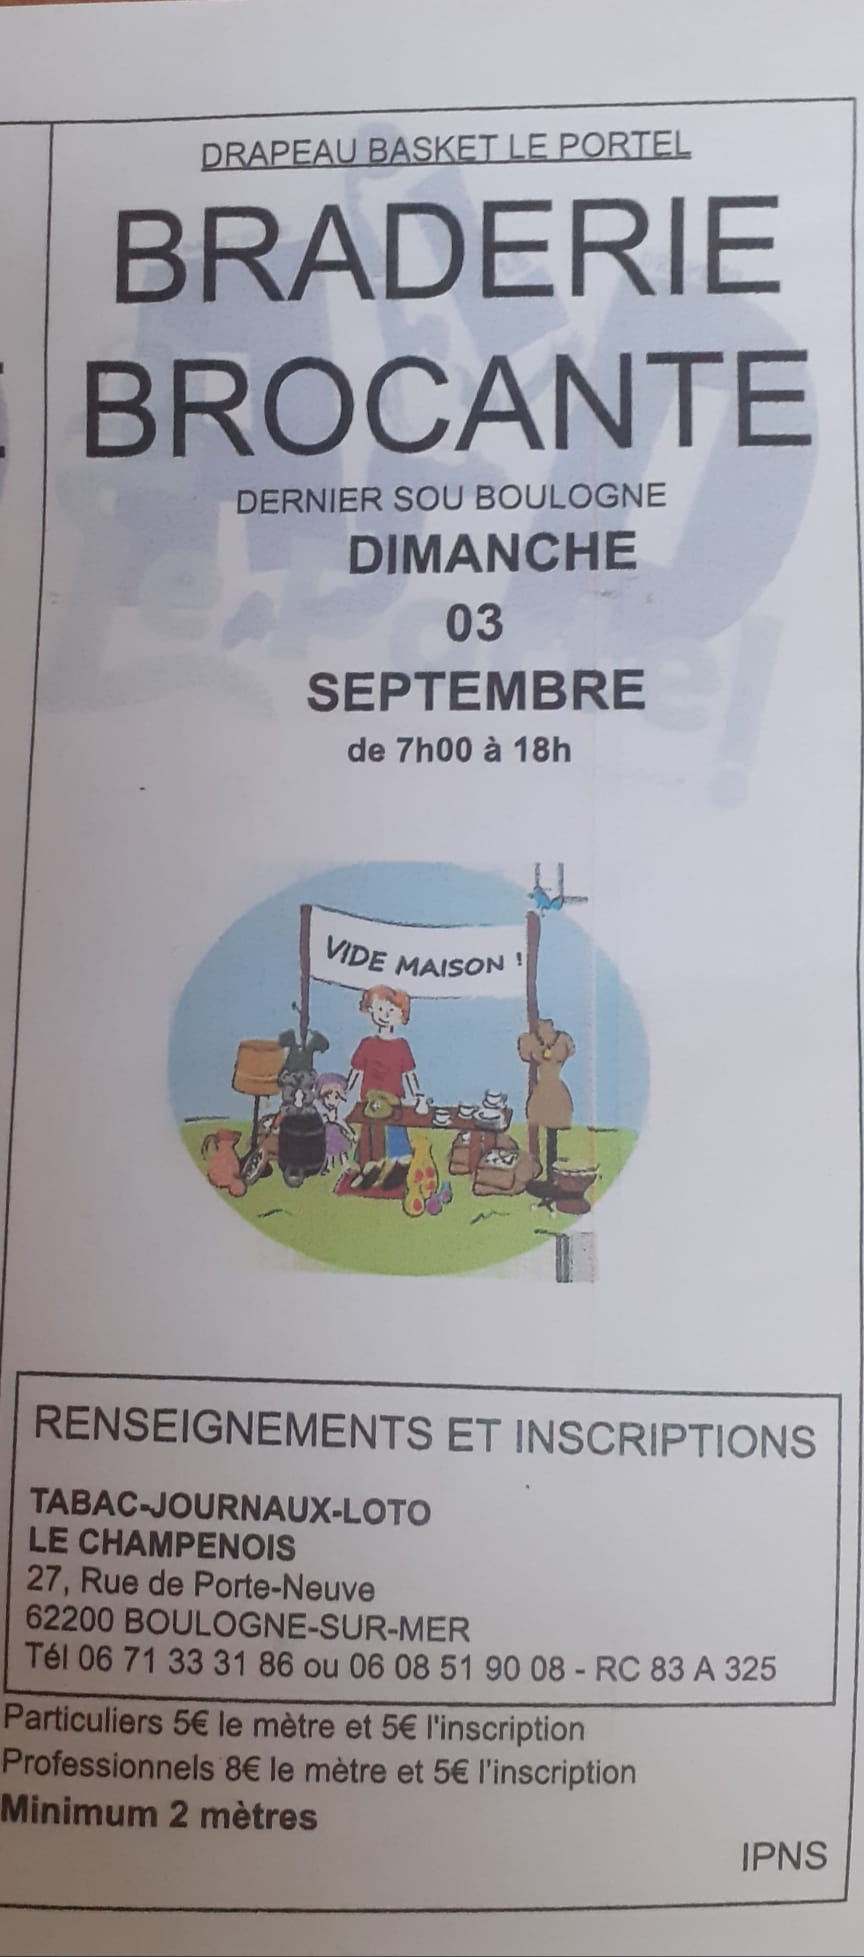 DRAPEAU BASKET LE PORTEL
BRADERIE
BROCANTE
DERNIER SOU BOULOGNE
DIMANCHE
03
SEPTEMBRE
de 7h00 à 18h
VIDE MAISON !
RENSEIGNEMENTS ET INSCRIPTIONS
TABAC-JOURNAUX-LOTO
LE CHAMPENOIS
27, Rue de Porte-Neuve
62200 BOULOGNE-SUR-MER
Tél 06 71 33 31 86 ou 06 08 51 90 08 - RC 83 A 325
Particuliers 5€ le mètre et 5€ l'inscription
Professionnels 8€ le mètre et 5€ l'inscription
Minimum 2 mètres
IPNS